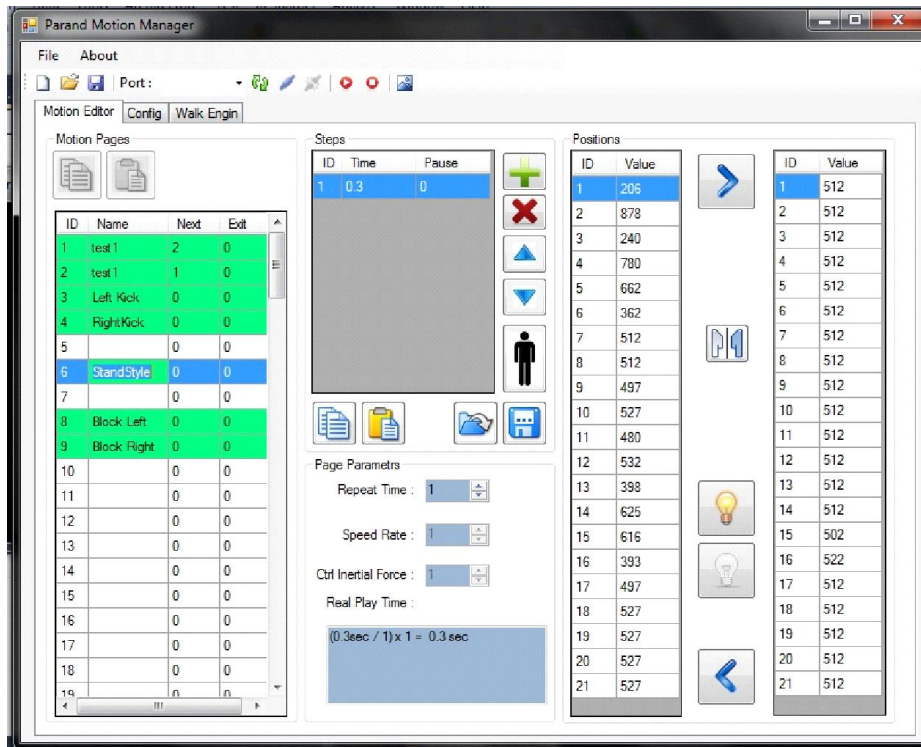 Parand Motion Manager
File About
Port :
Motion Editor Config Walk Engin
Motion Pages
ID Name Next Exit
1 test1 2 0
2 test1 1 0
3 Left Kick 0 0
4 RightKick 0 0
5 0 0
6 StandStyle 0 0
7 0 0
8 Block Left 0 0
9 Block Right 0 0
10 0 0
11 0 0
12 0 0
13 0 0
14 0 0
15 0 0
16 0 0
17 0 0
18 0 0
19 0 0
Steps
ID Time Pause
1 0.3 0
Page Parametrs
Repeat Time : 1
Speed Rate : 1
Ctrl Inertial Force : 1
Real Play Time :
(0.3sec / 1) x 1 = 0.3 sec
Positions
ID Value
1 206
2 878
3 240
4 780
5 662
6 362
7 512
8 512
9 497
10 527
11 480
12 532
13 398
14 625
15 616
16 393
17 497
18 527
19 527
20 527
21 527
ID Value
1 512
2 512
3 512
4 512
5 512
6 512
7 512
8 512
9 512
10 512
11 512
12 512
13 512
14 512
15 502
16 522
17 512
18 512
19 512
20 512
21 512